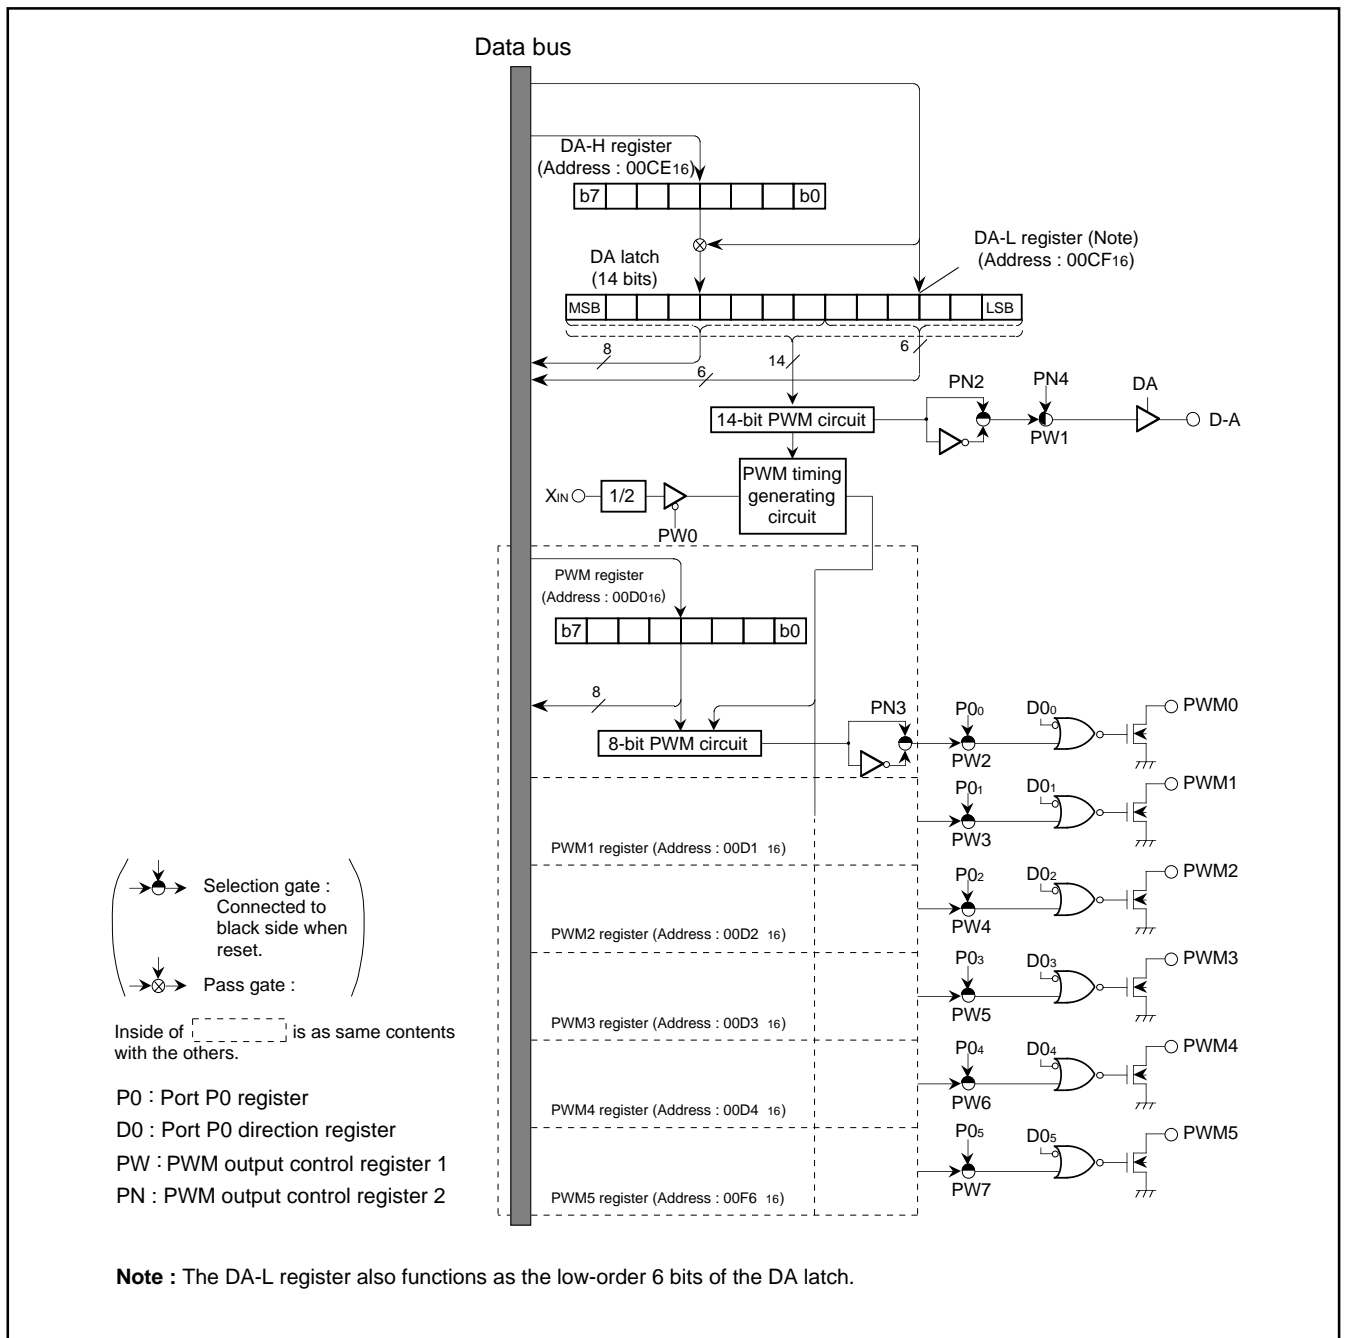 Data bus
DA-H register
(Address : 00CE16)
b7 b0
DA-L register (Note)
(Address : 00CF16)
DA latch
(14 bits)
MSB LSB
8
14
6
6
PN2 PN4 DA
14-bit PWM circuit
PW1
D-A
XIN
1/2
PW0
PWM timing
generating
circuit
PWM register
(Address : 00D016)
b7 b0
8
8-bit PWM circuit
PN3
P00
PW2
D00
PWM0
P01
PW3
D01
PWM1
PWM1 register (Address : 00D1 16)
P02
PW4
D02
PWM2
PWM2 register (Address : 00D2 16)
P03
PW5
D03
PWM3
PWM3 register (Address : 00D3 16)
P04
PW6
D04
PWM4
PWM4 register (Address : 00D4 16)
P05
PW7
D05
PWM5
PWM5 register (Address : 00F6 16)
Selection gate :
Connected to
black side when
reset.
Pass gate :
Inside of is as same contents
with the others.
P0 : Port P0 register
D0 : Port P0 direction register
PW : PWM output control register 1
PN : PWM output control register 2
Note : The DA-L register also functions as the low-order 6 bits of the DA latch.